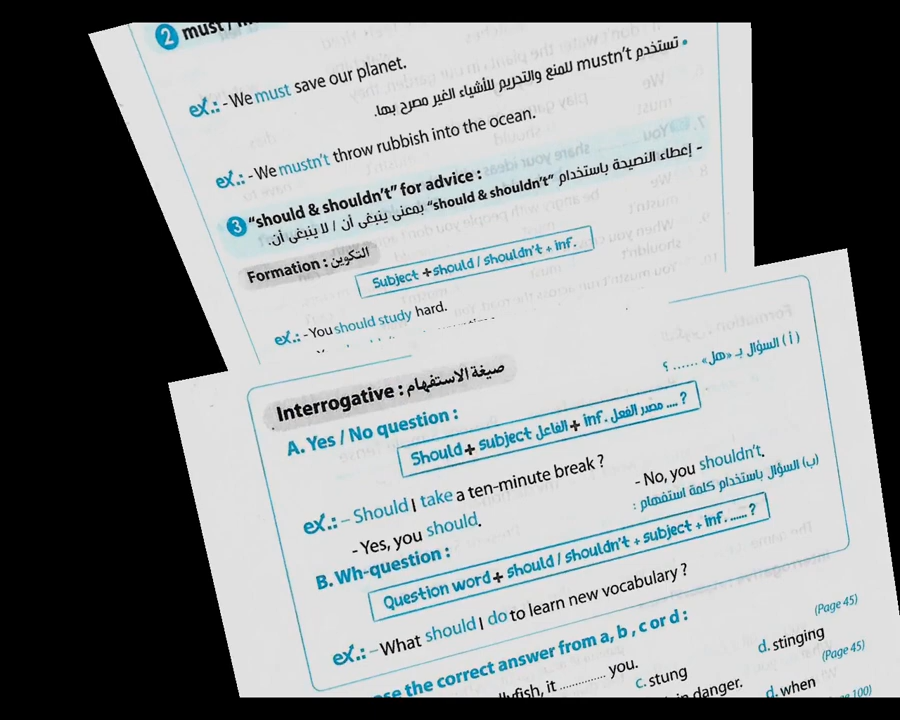 2 must /
ex.: - We must save our planet.
• تستخدم mustn't للمنع والتحريم للأشياء الغير مصرح بها.
ex.: - We mustn't throw rubbish into the ocean.
3 "should & shouldn't" for advice :
- إعطاء النصيحة باستخدام "should & shouldn't" بمعنى ينبغى أن / لا ينبغى أن.
Formation : التكوين
Subject + should / shouldn't + inf.
ex.: - You should study hard.
Interrogative : صيغة الاستفهام
(أ) السؤال بـ «هل» ...... ؟
A. Yes / No question :
Should + subject الفاعل + inf. مصدر الفعل .... ?
ex.: – Should I take a ten-minute break ?
- Yes, you should.
- No, you shouldn't.
(ب) السؤال باستخدام كلمة استفهام :
B. Wh-question :
Question word + should / shouldn't + subject + inf. ...... ?
ex.: – What should I do to learn new vocabulary ?
the correct answer from a, b , c or d :
(Page 45)
it ............ you.
c. stung
d. stinging
(Page 45)
in danger.
d. when